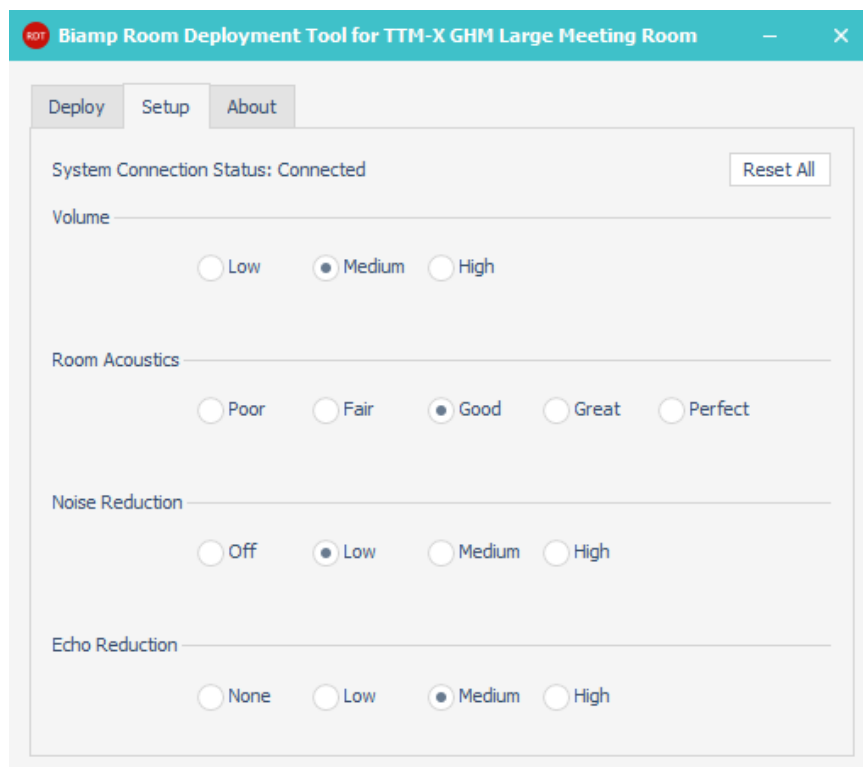 RDT Biamp Room Deployment Tool for TTM-X GHM Large Meeting Room
Deploy Setup About
System Connection Status: Connected Reset All
Volume
Low Medium High
Room Acoustics
Poor Fair Good Great Perfect
Noise Reduction
Off Low Medium High
Echo Reduction
None Low Medium High